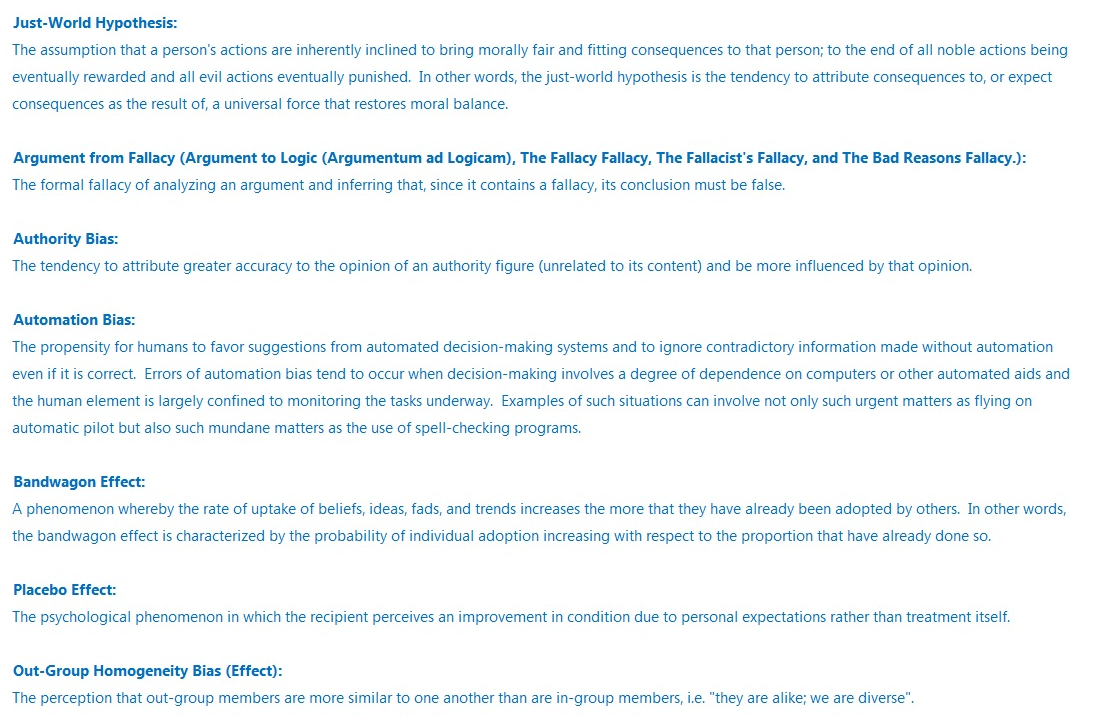 Just-World Hypothesis:
The assumption that a person's actions are inherently inclined to bring morally fair and fitting consequences to that person; to the end of all noble actions being
eventually rewarded and all evil actions eventually punished.  In other words, the just-world hypothesis is the tendency to attribute consequences to, or expect
consequences as the result of, a universal force that restores moral balance.
Argument from Fallacy (Argument to Logic (Argumentum ad Logicam), The Fallacy Fallacy, The Fallacist's Fallacy, and The Bad Reasons Fallacy.):
The formal fallacy of analyzing an argument and inferring that, since it contains a fallacy, its conclusion must be false.
Authority Bias:
The tendency to attribute greater accuracy to the opinion of an authority figure (unrelated to its content) and be more influenced by that opinion.
Automation Bias:
The propensity for humans to favor suggestions from automated decision-making systems and to ignore contradictory information made without automation
even if it is correct.  Errors of automation bias tend to occur when decision-making involves a degree of dependence on computers or other automated aids and
the human element is largely confined to monitoring the tasks underway.  Examples of such situations can involve not only such urgent matters as flying on
automatic pilot but also such mundane matters as the use of spell-checking programs.
Bandwagon Effect:
A phenomenon whereby the rate of uptake of beliefs, ideas, fads, and trends increases the more that they have already been adopted by others.  In other words,
the bandwagon effect is characterized by the probability of individual adoption increasing with respect to the proportion that have already done so.
Placebo Effect:
The psychological phenomenon in which the recipient perceives an improvement in condition due to personal expectations rather than treatment itself.
Out-Group Homogeneity Bias (Effect):
The perception that out-group members are more similar to one another than are in-group members, i.e. "they are alike; we are diverse".